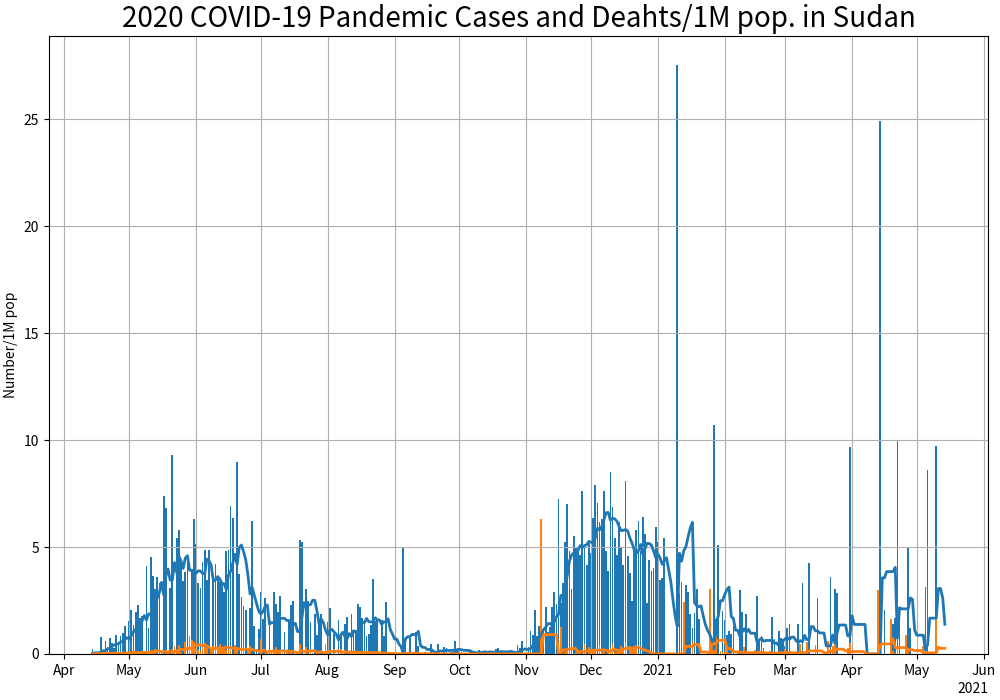 2020 COVID-19 Pandemic Cases and Deahts/1M pop. in Sudan
Number/1M pop
25
20
15
10
5
0
Apr May Jun Jul Aug Sep Oct Nov Dec 2021 Feb Mar Apr May Jun
2021